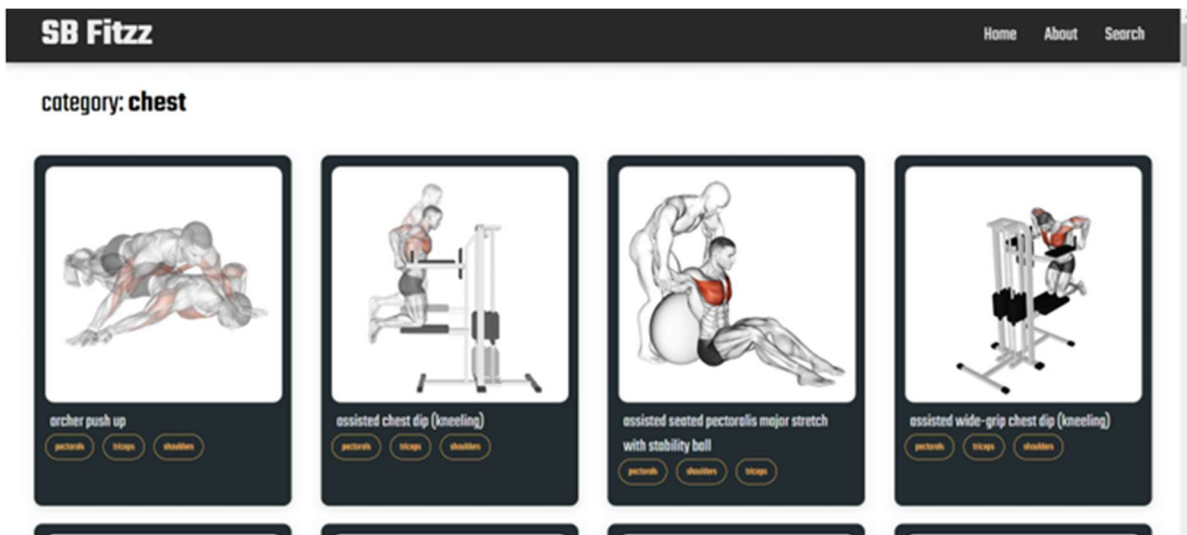 SB Fitzz
Home About Search
category: chest
archer push up
pectorals triceps shoulders
assisted chest dip (kneeling)
pectorals triceps shoulders
assisted seated pectoralis major stretch
with stability ball
pectorals shoulders triceps
assisted wide-grip chest dip (kneeling)
pectorals triceps shoulders